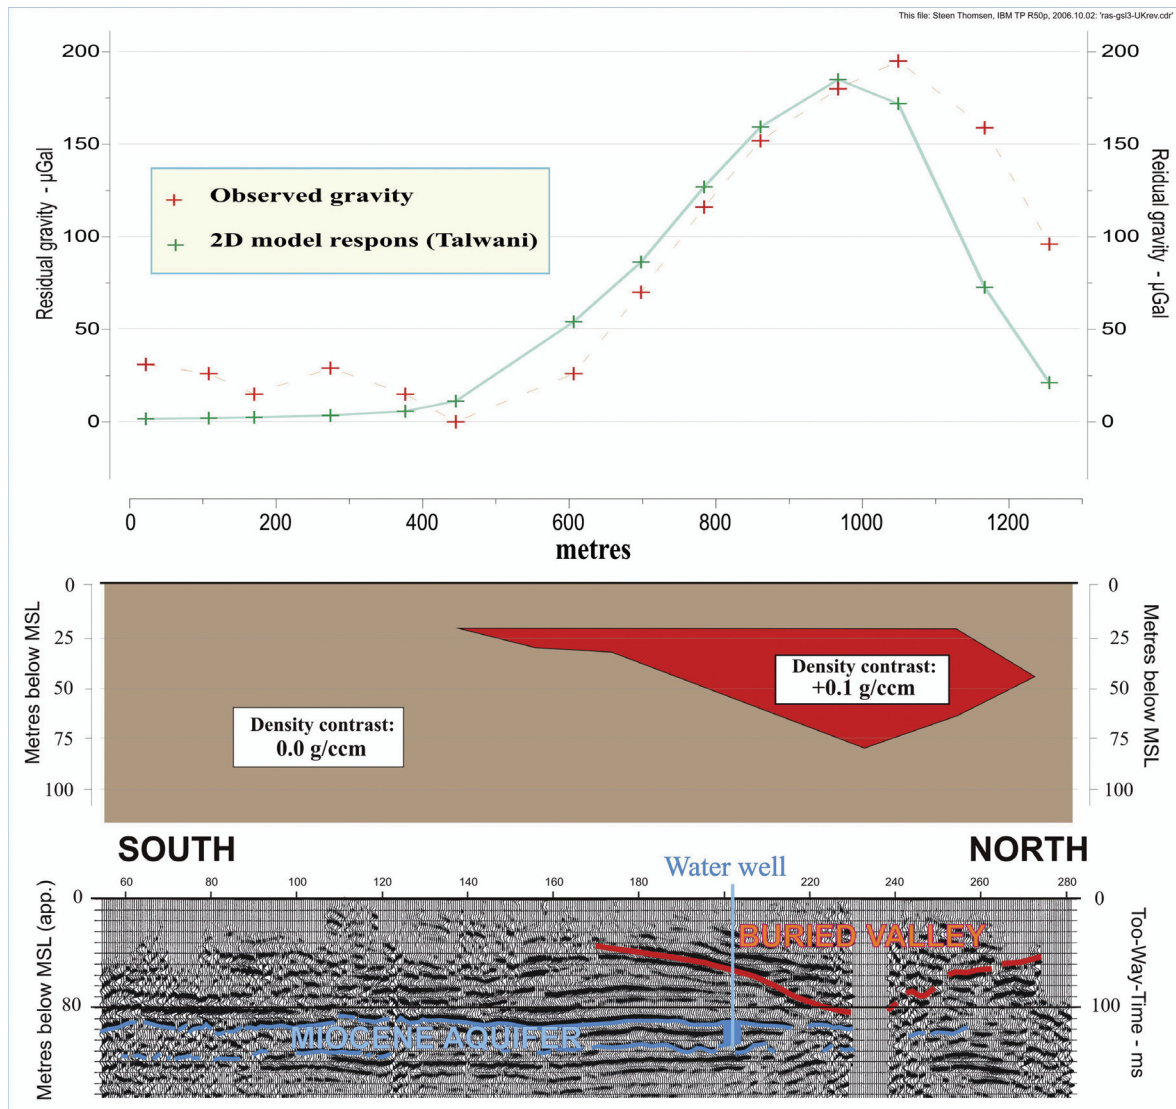 This file: Steen Thomsen, IBM TP R50p, 2006.10.02: 'ras-gsl3-UKrev.cdr'
200
150
100
50
0
Residual gravity - µGal
200
150
100
50
0
Reidual gravity - µGal
Observed gravity
2D model respons (Talwani)
0 200 400 600 800 1000 1200
metres
0
25
50
75
100
Metres below MSL
0
25
50
75
100
Metres below MSL
Density contrast:
+0.1 g/ccm
Density contrast:
0.0 g/ccm
SOUTH
NORTH
Water well
60 80 100 120 140 160 180 200 220 240 260 280
0
80
Metres below MSL (app.)
0
100
Too-Way-Time - ms
BURIED VALLEY
MIOCENE AQUIFER